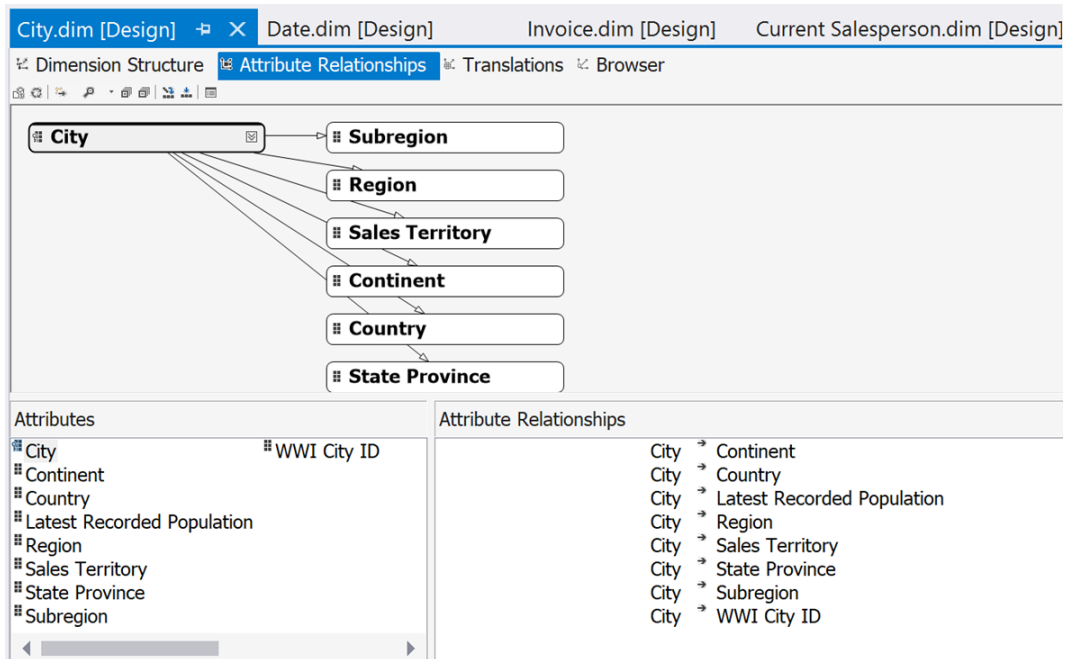 City.dim [Design] Date.dim [Design] Invoice.dim [Design] Current Salesperson.dim [Design]
Dimension Structure Attribute Relationships Translations Browser
City
Subregion
Region
Sales Territory
Continent
Country
State Province
Attributes Attribute Relationships
City WWI City ID
Continent
Country
Latest Recorded Population
Region
Sales Territory
State Province
Subregion
City Continent
City Country
City Latest Recorded Population
City Region
City Sales Territory
City State Province
City Subregion
City WWI City ID